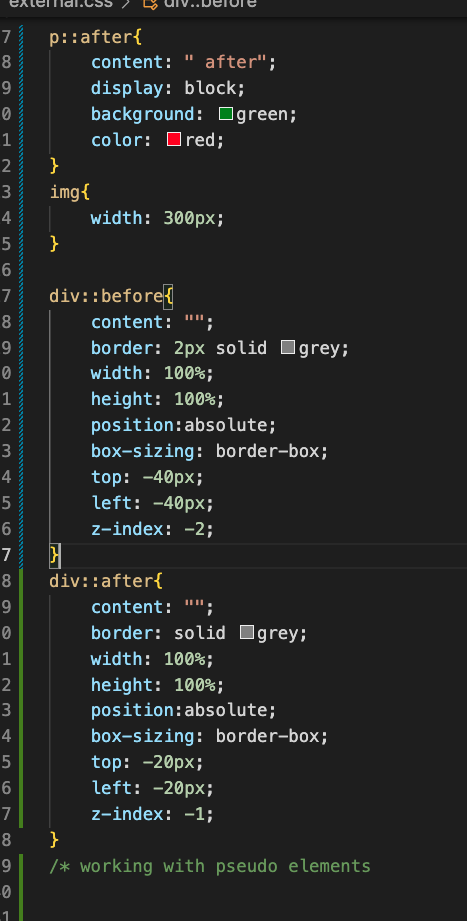 external.css > div::before
7 p::after{
8 content: " after";
9 display: block;
0 background: green;
1 color: red;
2 }
3 img{
4 width: 300px;
5 }
6
7 div::before{
8 content: "";
9 border: 2px solid grey;
0 width: 100%;
1 height: 100%;
2 position:absolute;
3 box-sizing: border-box;
4 top: -40px;
5 left: -40px;
6 z-index: -2;
7 }
8 div::after{
9 content: "";
0 border: solid grey;
1 width: 100%;
2 height: 100%;
3 position:absolute;
4 box-sizing: border-box;
5 top: -20px;
6 left: -20px;
7 z-index: -1;
8 }
9 /* working with pseudo elements
0
1